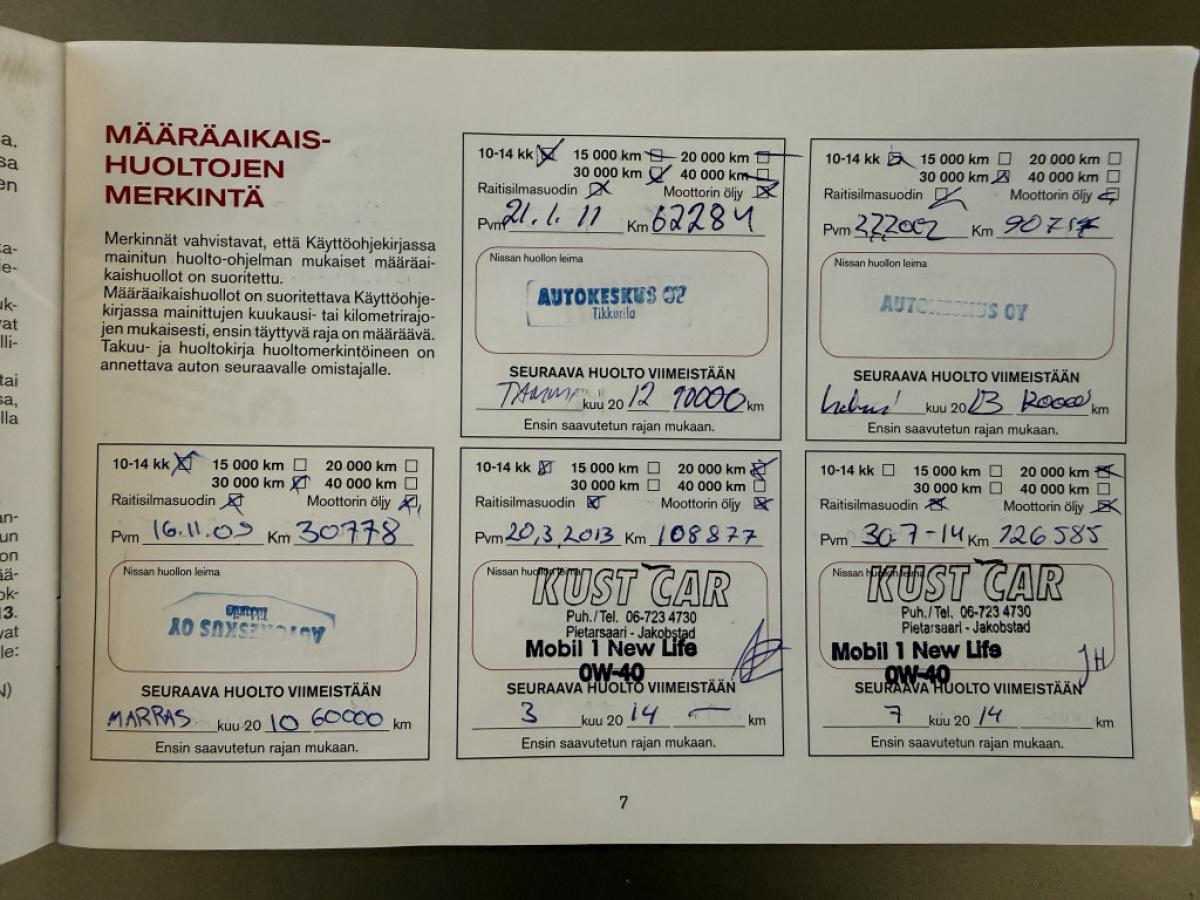 MÄÄRÄAIKAIS-
HUOLTOJEN
MERKINTÄ
Merkinnät vahvistavat, että Käyttöohjekirjassa
mainitun huolto-ohjelman mukaiset määräai-
kaishuollot on suoritettu.
Määräaikaishuollot on suoritettava Käyttöohje-
kirjassa mainittujen kuukausi- tai kilometrirajo-
jen mukaisesti, ensin täyttyvä raja on määräävä.
Takuu- ja huoltokirja huoltomerkintöineen on
annettava auton seuraavalle omistajalle.
10-14 kk 15 000 km 20 000 km
30 000 km 40 000 km
Raitisilmasuodin Moottorin öljy
Pvm 21.1.11 Km 62284
Nissan huollon leima
AUTOKESKUS OY
Tikkurila
SEURAAVA HUOLTO VIIMEISTÄÄN
kuu 20 12 90000 km
Ensin saavutetun rajan mukaan.
10-14 kk 15 000 km 20 000 km
30 000 km 40 000 km
Raitisilmasuodin Moottorin öljy
Pvm Km
Nissan huollon leima
AUTOKESKUS OY
SEURAAVA HUOLTO VIIMEISTÄÄN
kuu 20 13 km
Ensin saavutetun rajan mukaan.
10-14 kk 15 000 km 20 000 km
30 000 km 40 000 km
Raitisilmasuodin Moottorin öljy
Pvm 16.11.09 Km 30778
Nissan huollon leima
Tikkurila
AUTOKESKUS OY
SEURAAVA HUOLTO VIIMEISTÄÄN
MARRAS kuu 20 10 60000 km
Ensin saavutetun rajan mukaan.
10-14 kk 15 000 km 20 000 km
30 000 km 40 000 km
Raitisilmasuodin Moottorin öljy
Pvm 20,3,2013 Km 108877
Nissan huollon leima
KUST CAR
Puh./Tel. 06-723 4730
Pietarsaari - Jakobstad
Mobil 1 New Life
0W-40
SEURAAVA HUOLTO VIIMEISTÄÄN
3 kuu 20 14 — km
Ensin saavutetun rajan mukaan.
10-14 kk 15 000 km 20 000 km
30 000 km 40 000 km
Raitisilmasuodin Moottorin öljy
Pvm 30-7-14 Km 126585
Nissan huollon leima
KUST CAR
Puh./Tel. 06-723 4730
Pietarsaari - Jakobstad
Mobil 1 New Life
0W-40
JH
SEURAAVA HUOLTO VIIMEISTÄÄN
7 kuu 20 14 km
Ensin saavutetun rajan mukaan.
7